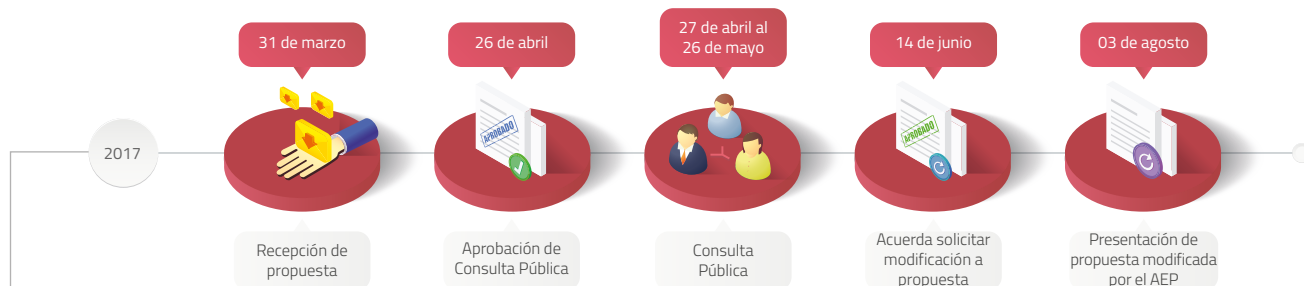 2017
31 de marzo
Recepción de
propuesta
26 de abril
APROBADO
Aprobación de
Consulta Pública
27 de abril al
26 de mayo
Consulta
Pública
14 de junio
APROBADO
Acuerda solicitar
modificación a
propuesta
03 de agosto
Presentación de
propuesta modificada
por el AEP